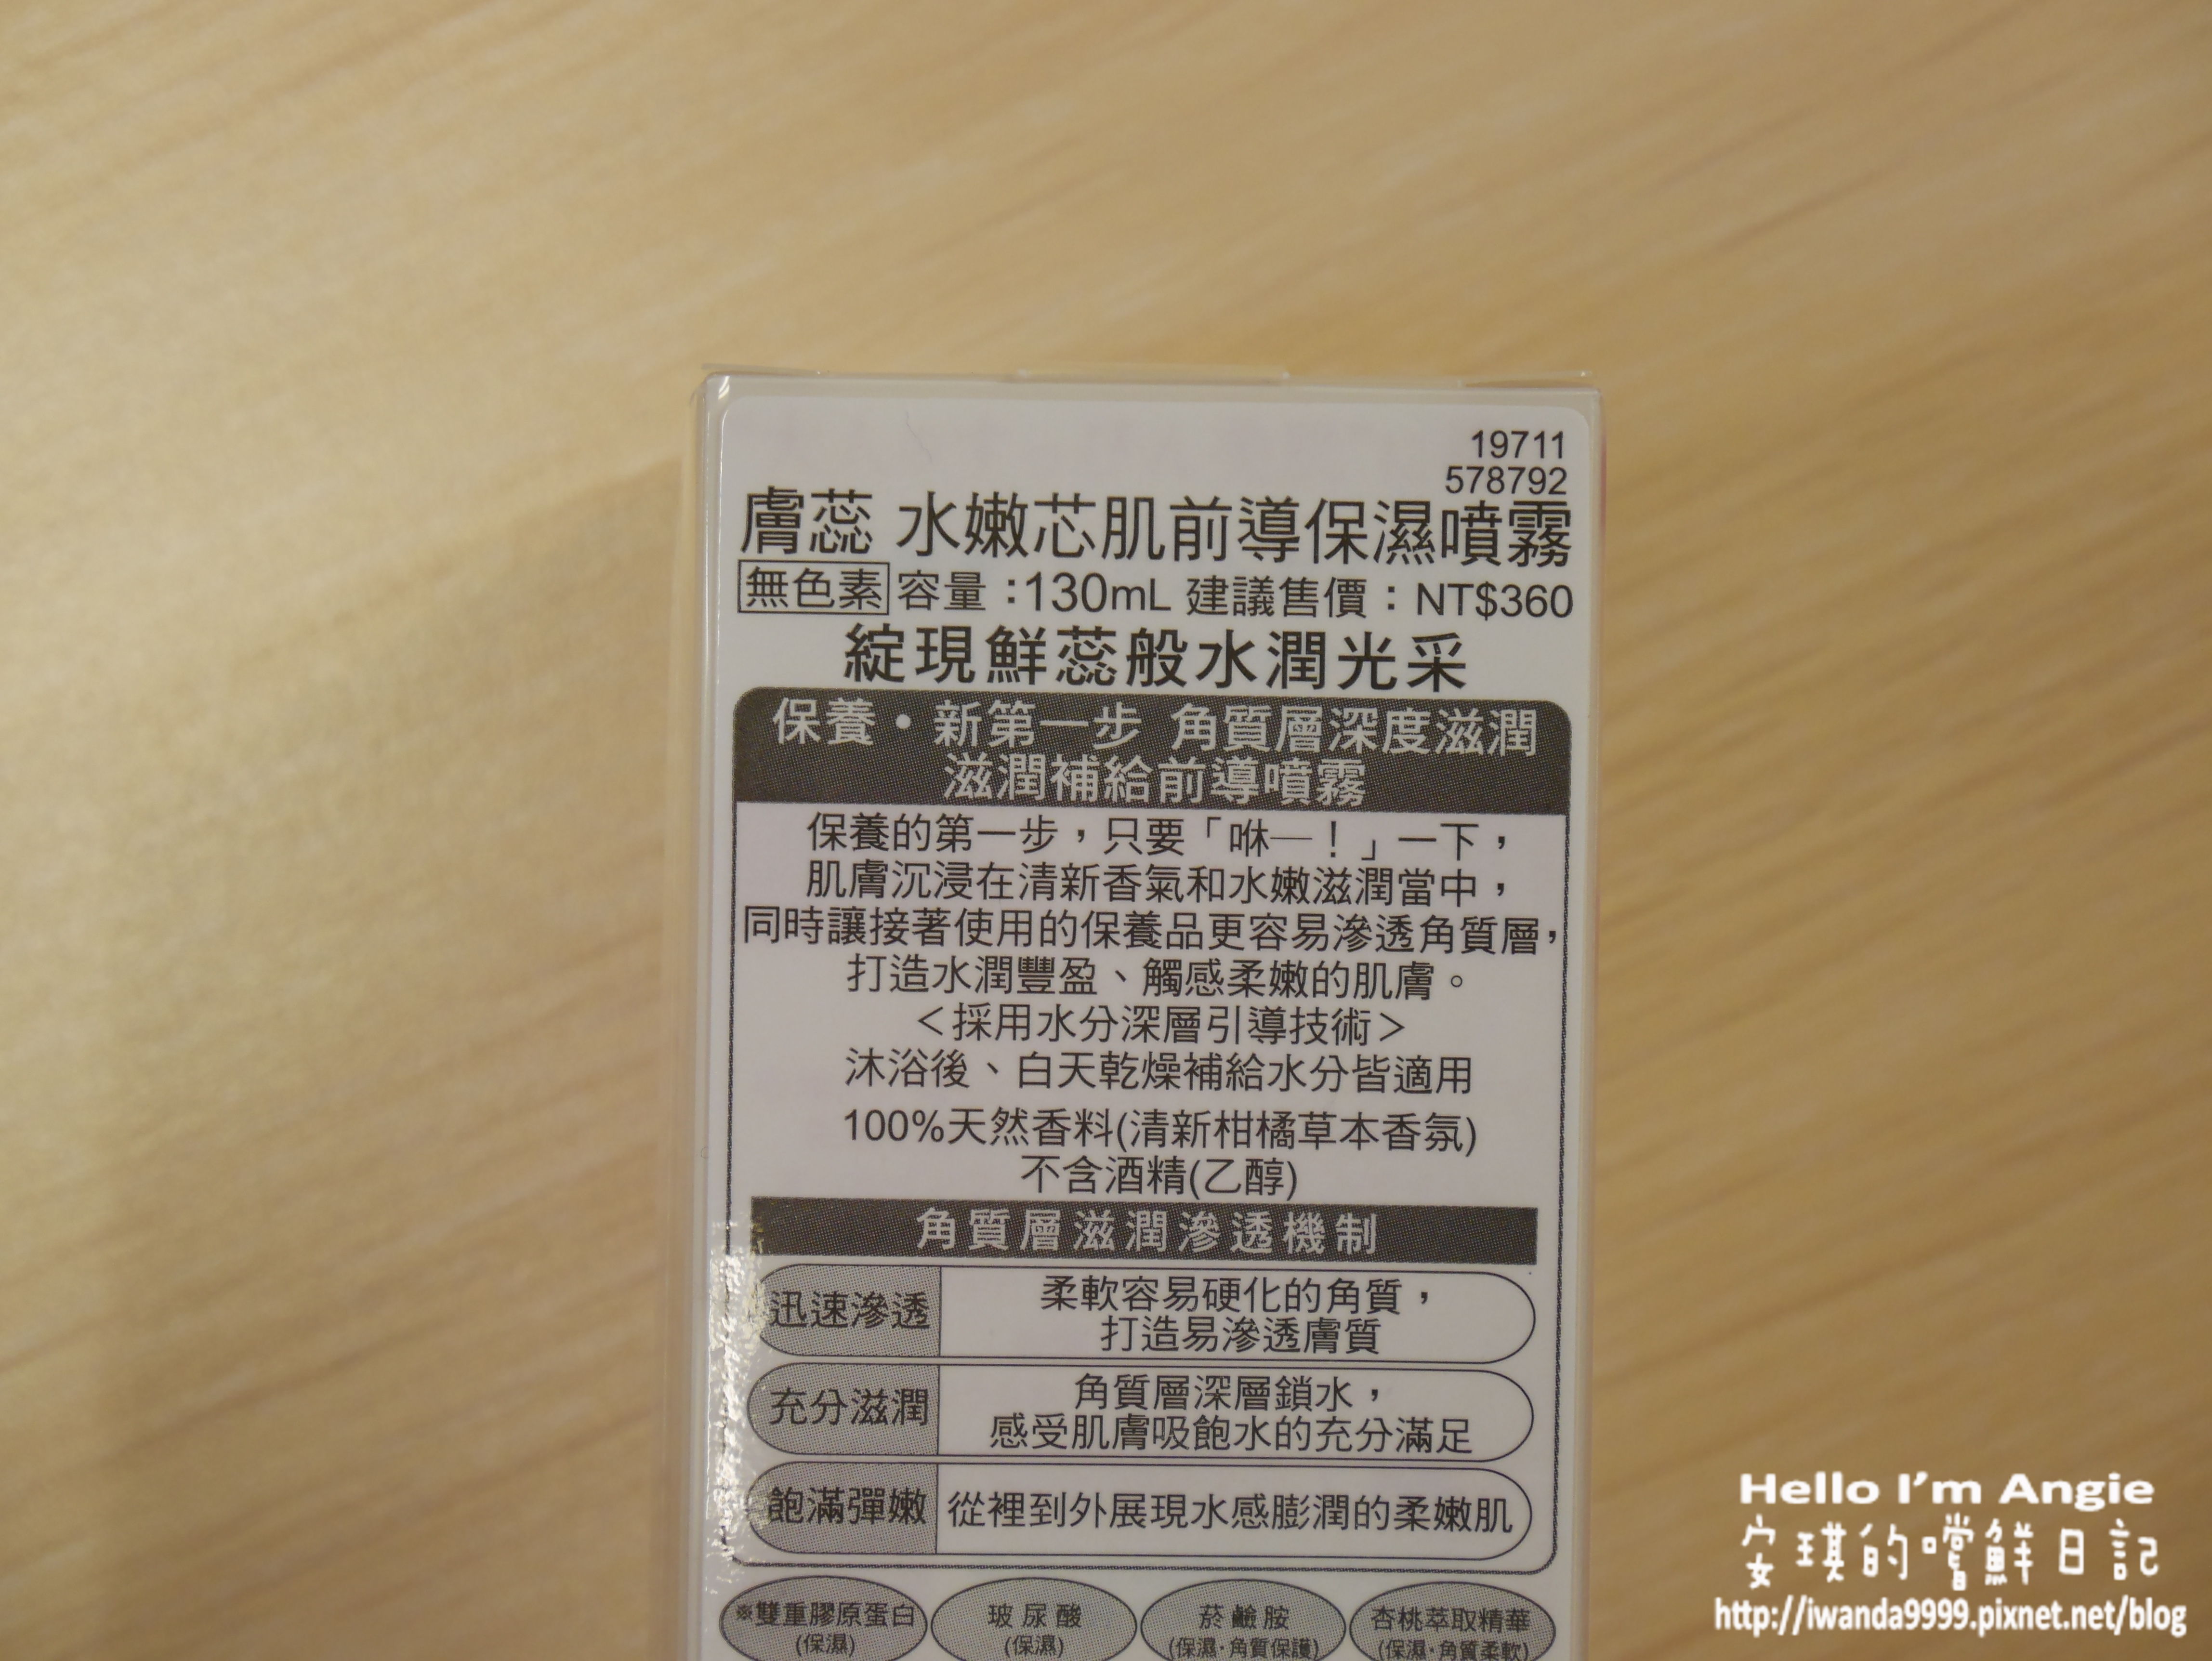 19711
578792
膚蕊 水嫩芯肌前導保濕噴霧
無色素 容量：130mL 建議售價：NT$360
綻現鮮蕊般水潤光采
保養・新第一步 角質層深度滋潤
滋潤補給前導噴霧
保養的第一步，只要「咻─！」一下，
肌膚沉浸在清新香氣和水嫩滋潤當中，
同時讓接著使用的保養品更容易滲透角質層，
打造水潤豐盈、觸感柔嫩的肌膚。
＜採用水分深層引導技術＞
沐浴後、白天乾燥補給水分皆適用
100%天然香料(清新柑橘草本香氛)
不含酒精(乙醇)
角質層滋潤滲透機制
迅速滲透 柔軟容易硬化的角質，
打造易滲透膚質
充分滋潤 角質層深層鎖水，
感受肌膚吸飽水的充分滿足
飽滿彈嫩 從裡到外展現水感膨潤的柔嫩肌
※雙重膠原蛋白 玻尿酸 菸鹼胺 杏桃萃取精華
(保濕) (保濕) (保濕・角質保護) (保濕・角質柔軟)
Hello I'm Angie
安琪的嚐鮮日記
http://iwanda9999.pixnet.net/blog